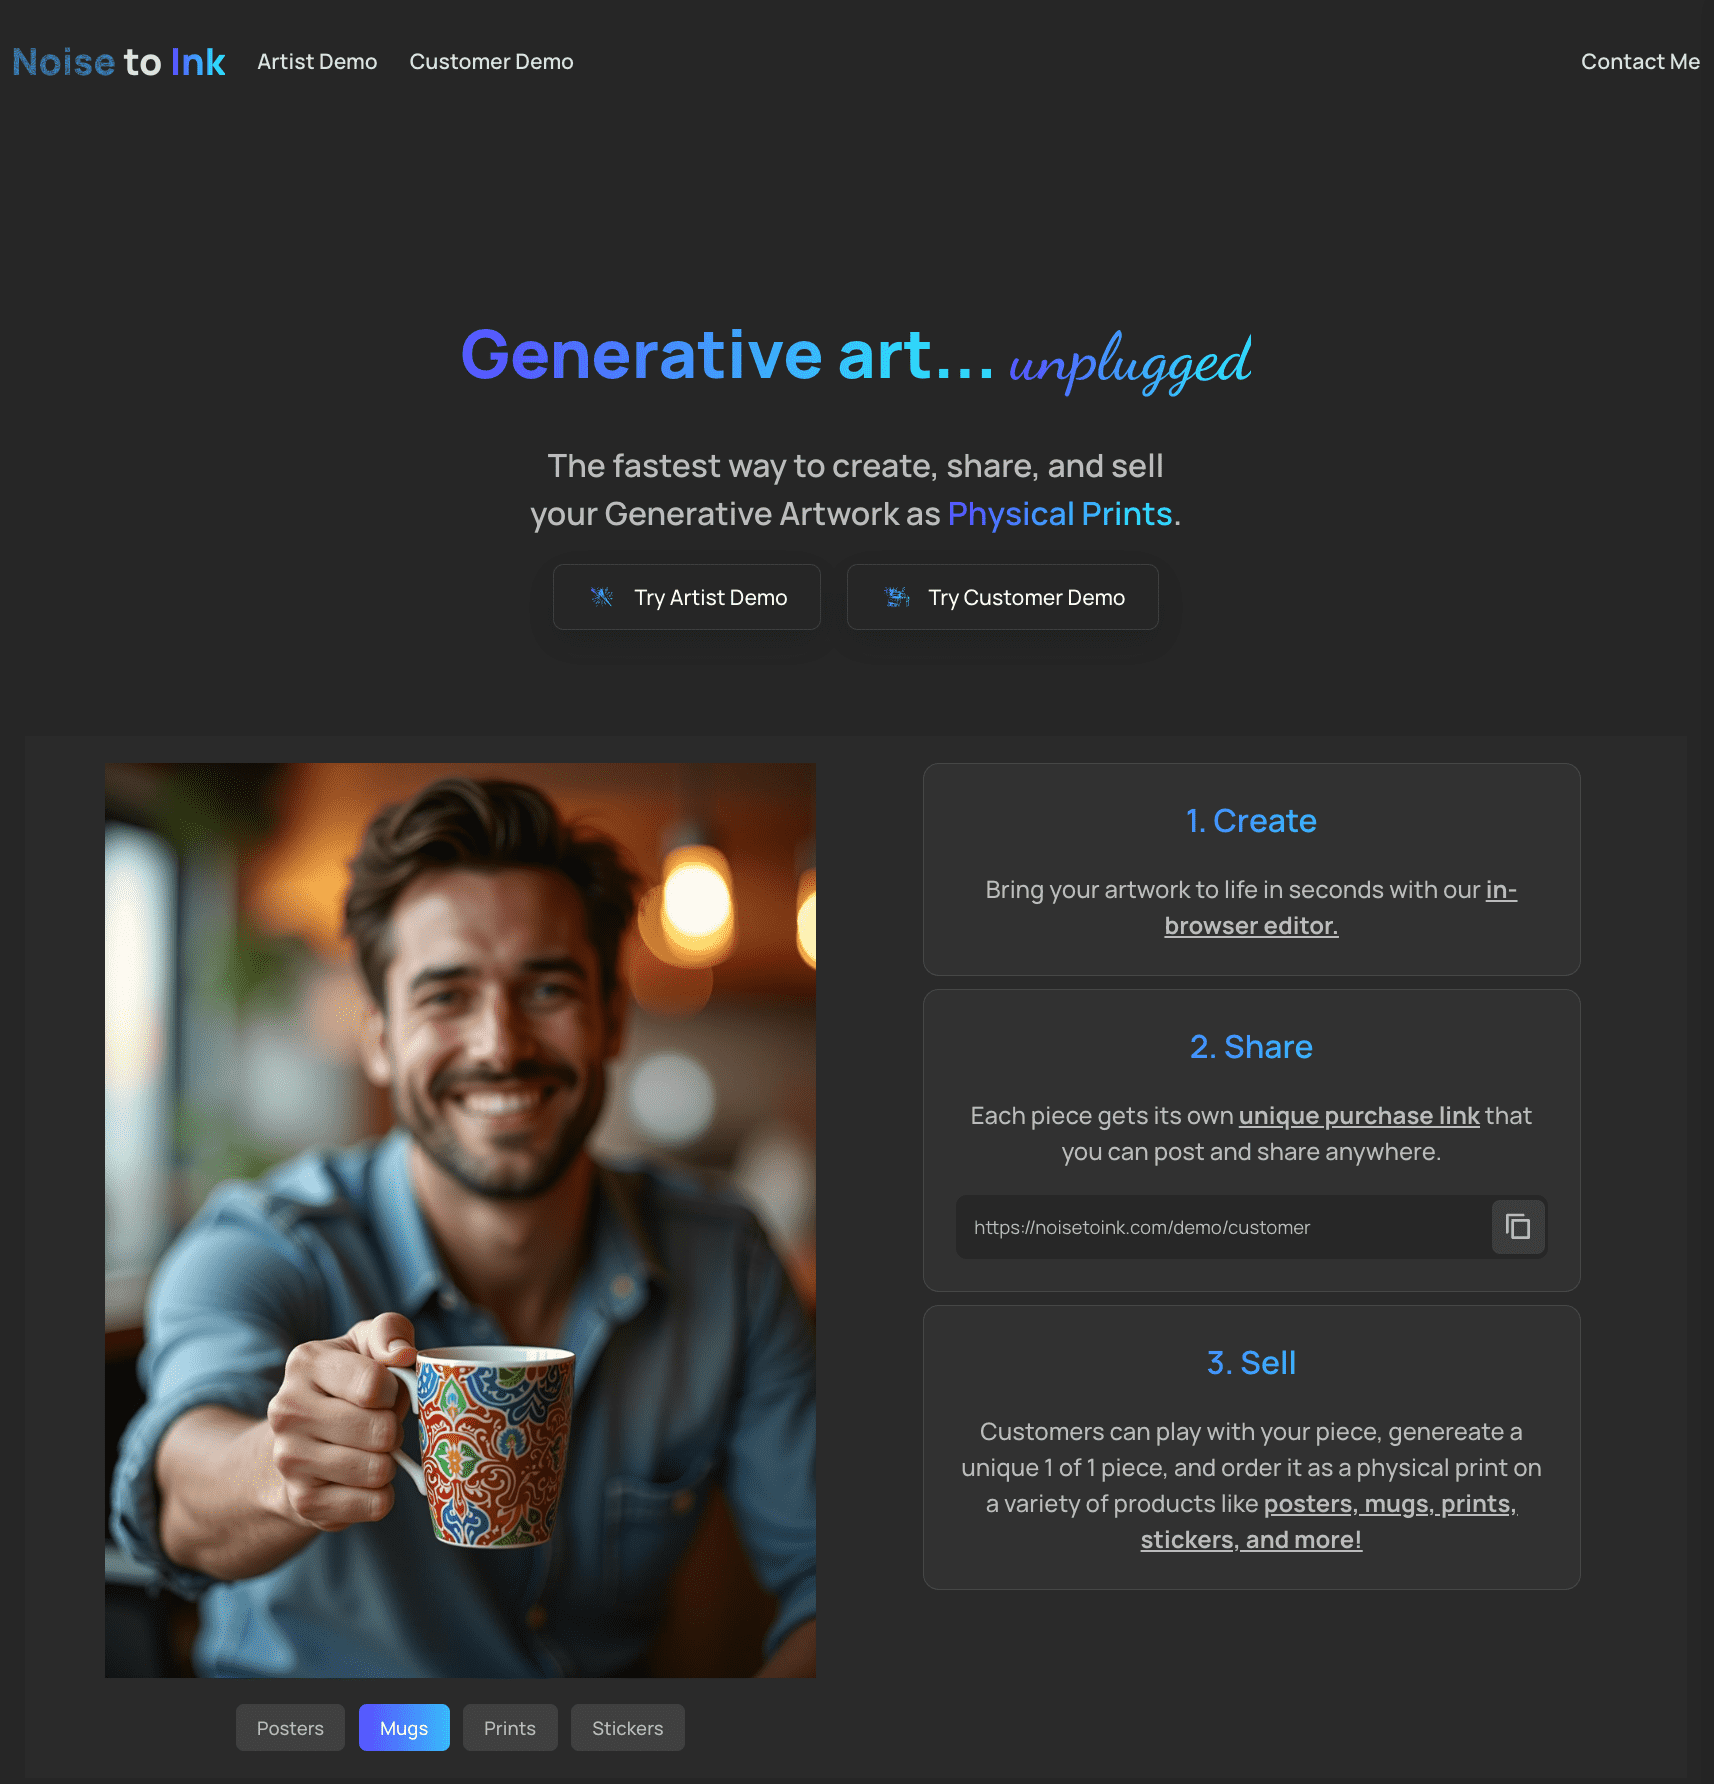 Noise to Ink
Artist Demo
Customer Demo
Contact Me
Generative art... unplugged
The fastest way to create, share, and sell
your Generative Artwork as Physical Prints.
Try Artist Demo
Try Customer Demo
1. Create
Bring your artwork to life in seconds with our in-
browser editor.
2. Share
Each piece gets its own unique purchase link that
you can post and share anywhere.
https://noisetoink.com/demo/customer
3. Sell
Customers can play with your piece, genereate a
unique 1 of 1 piece, and order it as a physical print on
a variety of products like posters, mugs, prints,
stickers, and more!
Posters
Mugs
Prints
Stickers